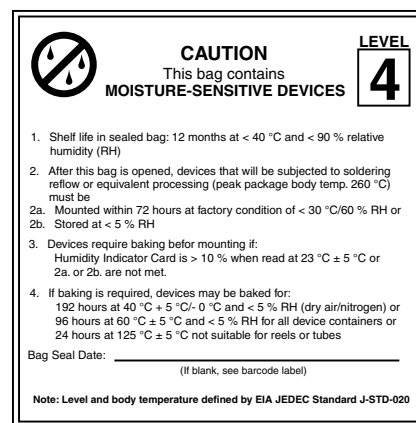 LEVEL
CAUTION
This bag contains
MOISTURE-SENSITIVE DEVICES
4
1. Shelf life in sealed bag: 12 months at < 40 °C and < 90 % relative
humidity (RH)
2. After this bag is opened, devices that will be subjected to soldering
reflow or equivalent processing (peak package body temp. 260 °C)
must be
2a. Mounted within 72 hours at factory condition of < 30 °C/60 % RH or
2b. Stored at < 5 % RH
3. Devices require baking befor mounting if:
Humidity Indicator Card is > 10 % when read at 23 °C ± 5 °C or
2a. or 2b. are not met.
4. If baking is required, devices may be baked for:
192 hours at 40 °C + 5 °C/- 0 °C and < 5 % RH (dry air/nitrogen) or
96 hours at 60 °C ± 5 °C and < 5 % RH for all device containers or
24 hours at 125 °C ± 5 °C not suitable for reels or tubes
Bag Seal Date:
(If blank, see barcode label)
Note: Level and body temperature defined by EIA JEDEC Standard J-STD-020